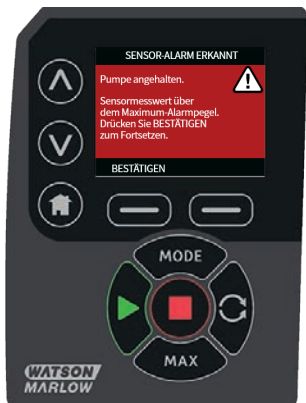 SENSOR-ALARM ERKANNT
Pumpe angehalten.
Sensormesswert über
dem Maximum-Alarmpegel.
Drücken Sie BESTÄTIGEN
zum Fortsetzen.
BESTÄTIGEN
MODE
MAX
WATSON
MARLOW